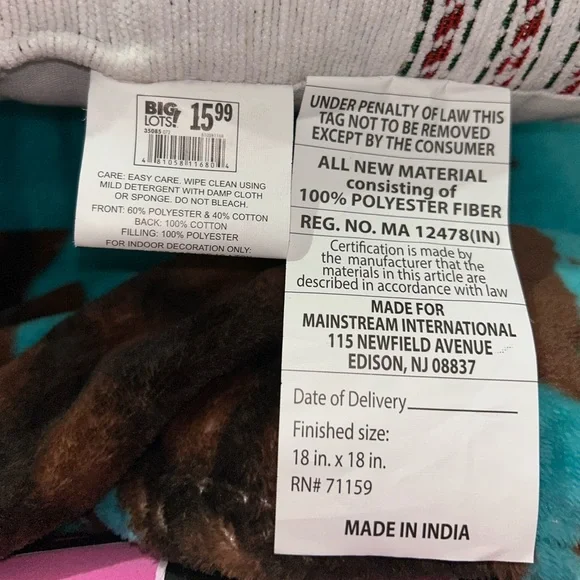 BIG LOTS! 15.99
35085
4 81058 11680 4
CARE: EASY CARE. WIPE CLEAN USING
MILD DETERGENT WITH DAMP CLOTH
OR SPONGE. DO NOT BLEACH.
FRONT: 60% POLYESTER & 40% COTTON
BACK: 100% COTTON
FILLING: 100% POLYESTER
FOR INDOOR DECORATION ONLY:
UNDER PENALTY OF LAW THIS
TAG NOT TO BE REMOVED
EXCEPT BY THE CONSUMER
ALL NEW MATERIAL
consisting of
100% POLYESTER FIBER
REG. NO. MA 12478(IN)
Certification is made by
the manufacturer that the
materials in this article are
described in accordance with law
MADE FOR
MAINSTREAM INTERNATIONAL
115 NEWFIELD AVENUE
EDISON, NJ 08837
Date of Delivery
Finished size:
18 in. x 18 in.
RN# 71159
MADE IN INDIA